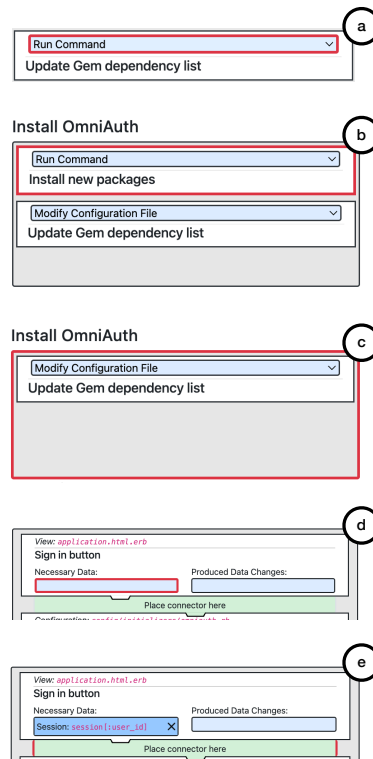 a
Run Command
Update Gem dependency list
Install OmniAuth
b
Run Command
Install new packages
Modify Configuration File
Update Gem dependency list
Install OmniAuth
c
Modify Configuration File
Update Gem dependency list
d
View: application.html.erb
Sign in button
Necessary Data: Produced Data Changes:
Place connector here
e
View: application.html.erb
Sign in button
Necessary Data: Produced Data Changes:
Session: session[:user_id] X
Place connector here